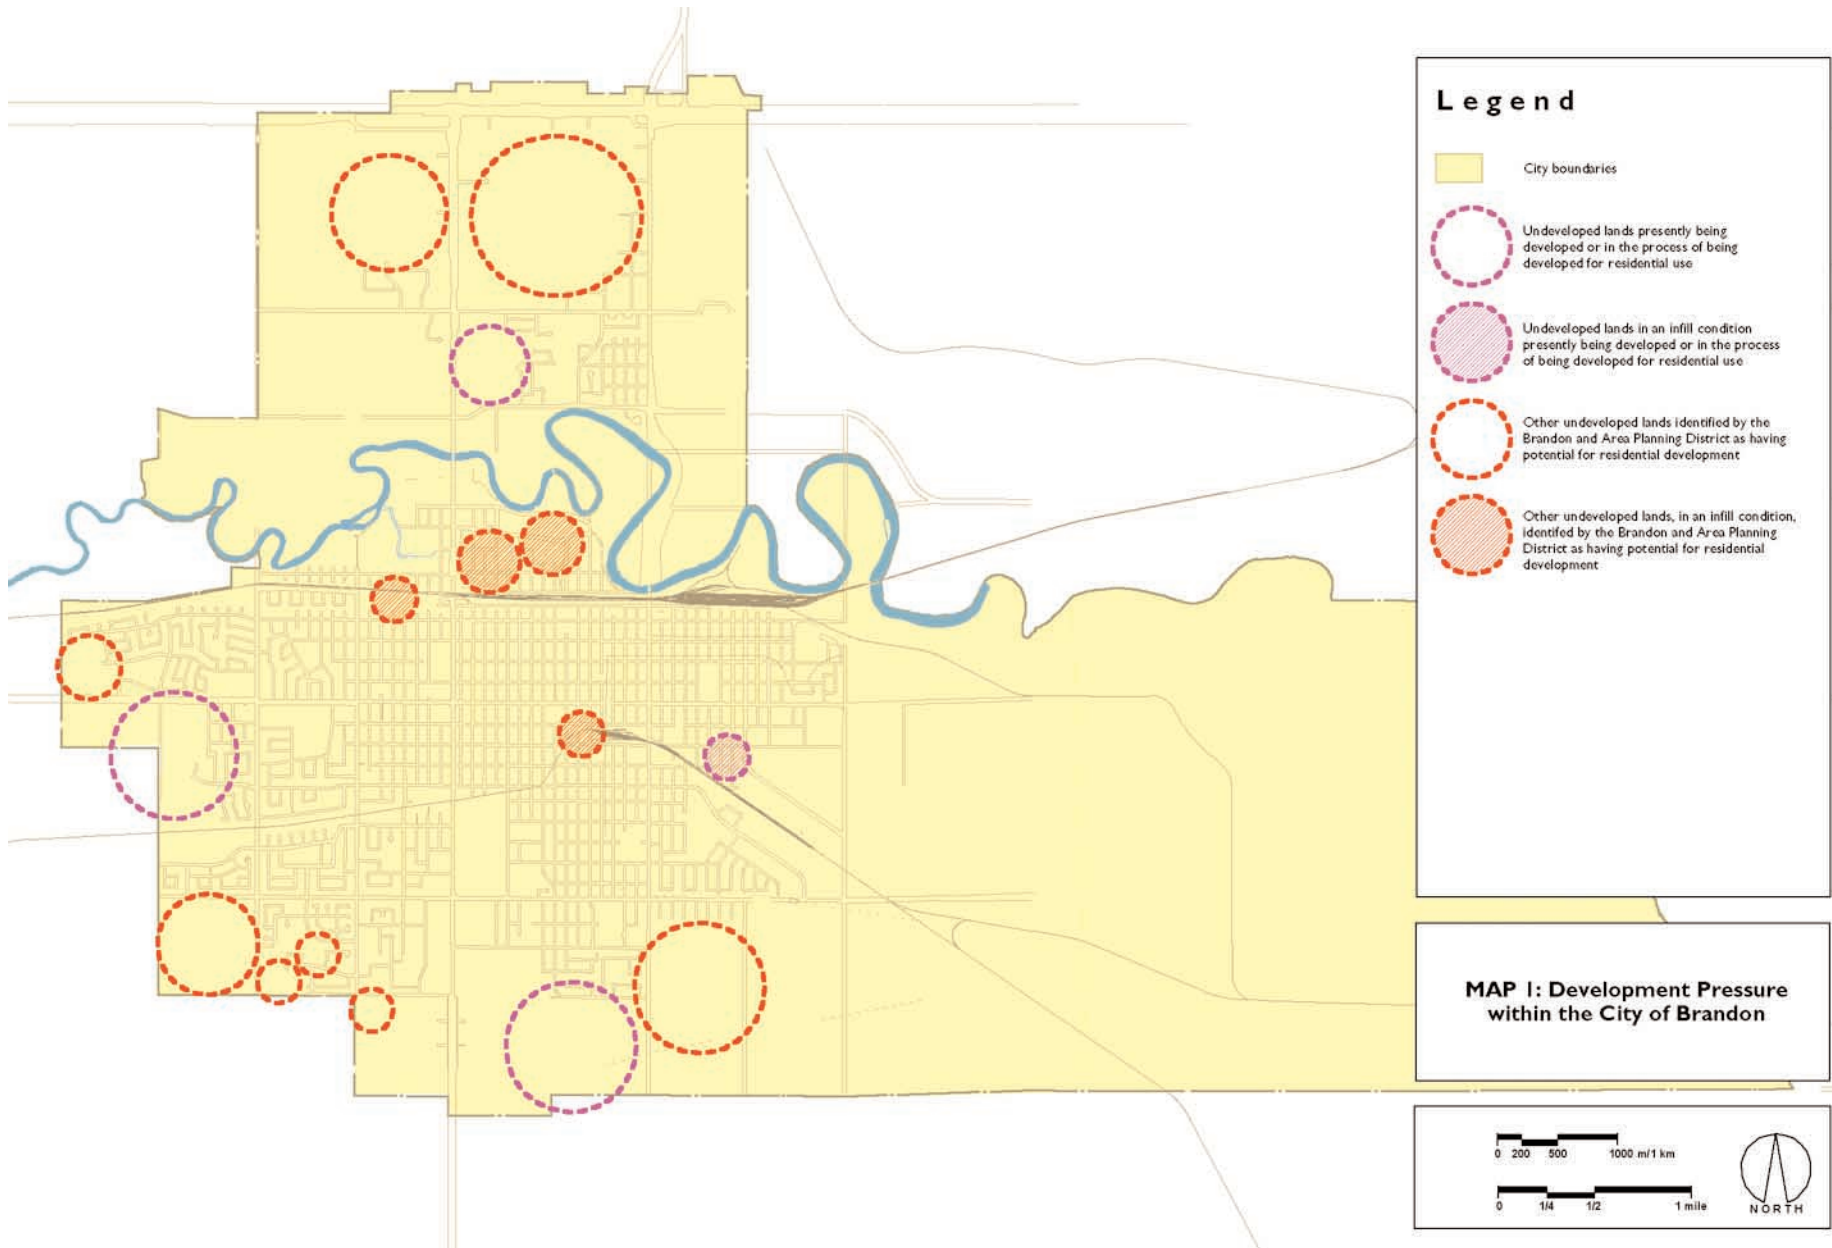 Legend
City boundaries
Undeveloped lands presently being
developed or in the process of being
developed for residential use
Undeveloped lands in an infill condition
presently being developed or in the process
of being developed for residential use
Other undeveloped lands identified by the
Brandon and Area Planning District as having
potential for residential development
Other undeveloped lands, in an infill condition,
identifed by the Brandon and Area Planning
District as having potential for residential
development
MAP 1: Development Pressure
within the City of Brandon
0 200 500 1000 m/1 km
0 1/4 1/2 1 mile
NORTH